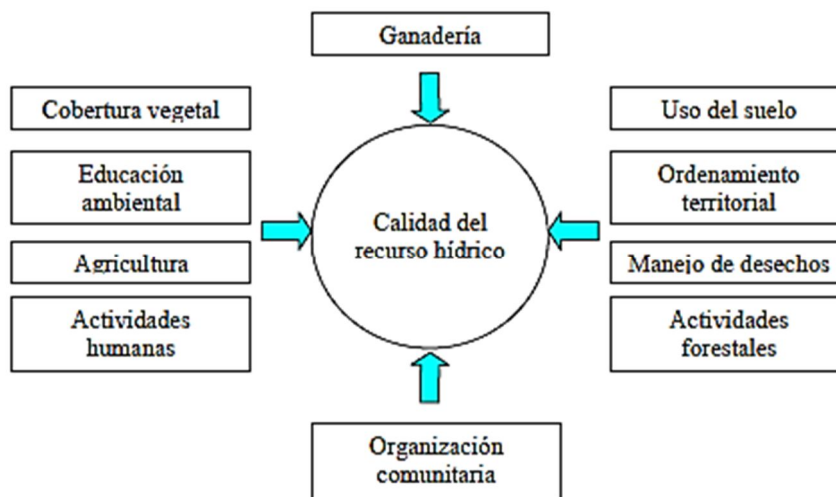 Ganadería
Cobertura vegetal
Educación
ambiental
Agricultura
Actividades
humanas
Calidad del
recurso hídrico
Uso del suelo
Ordenamiento
territorial
Manejo de desechos
Actividades
forestales
Organización
comunitaria